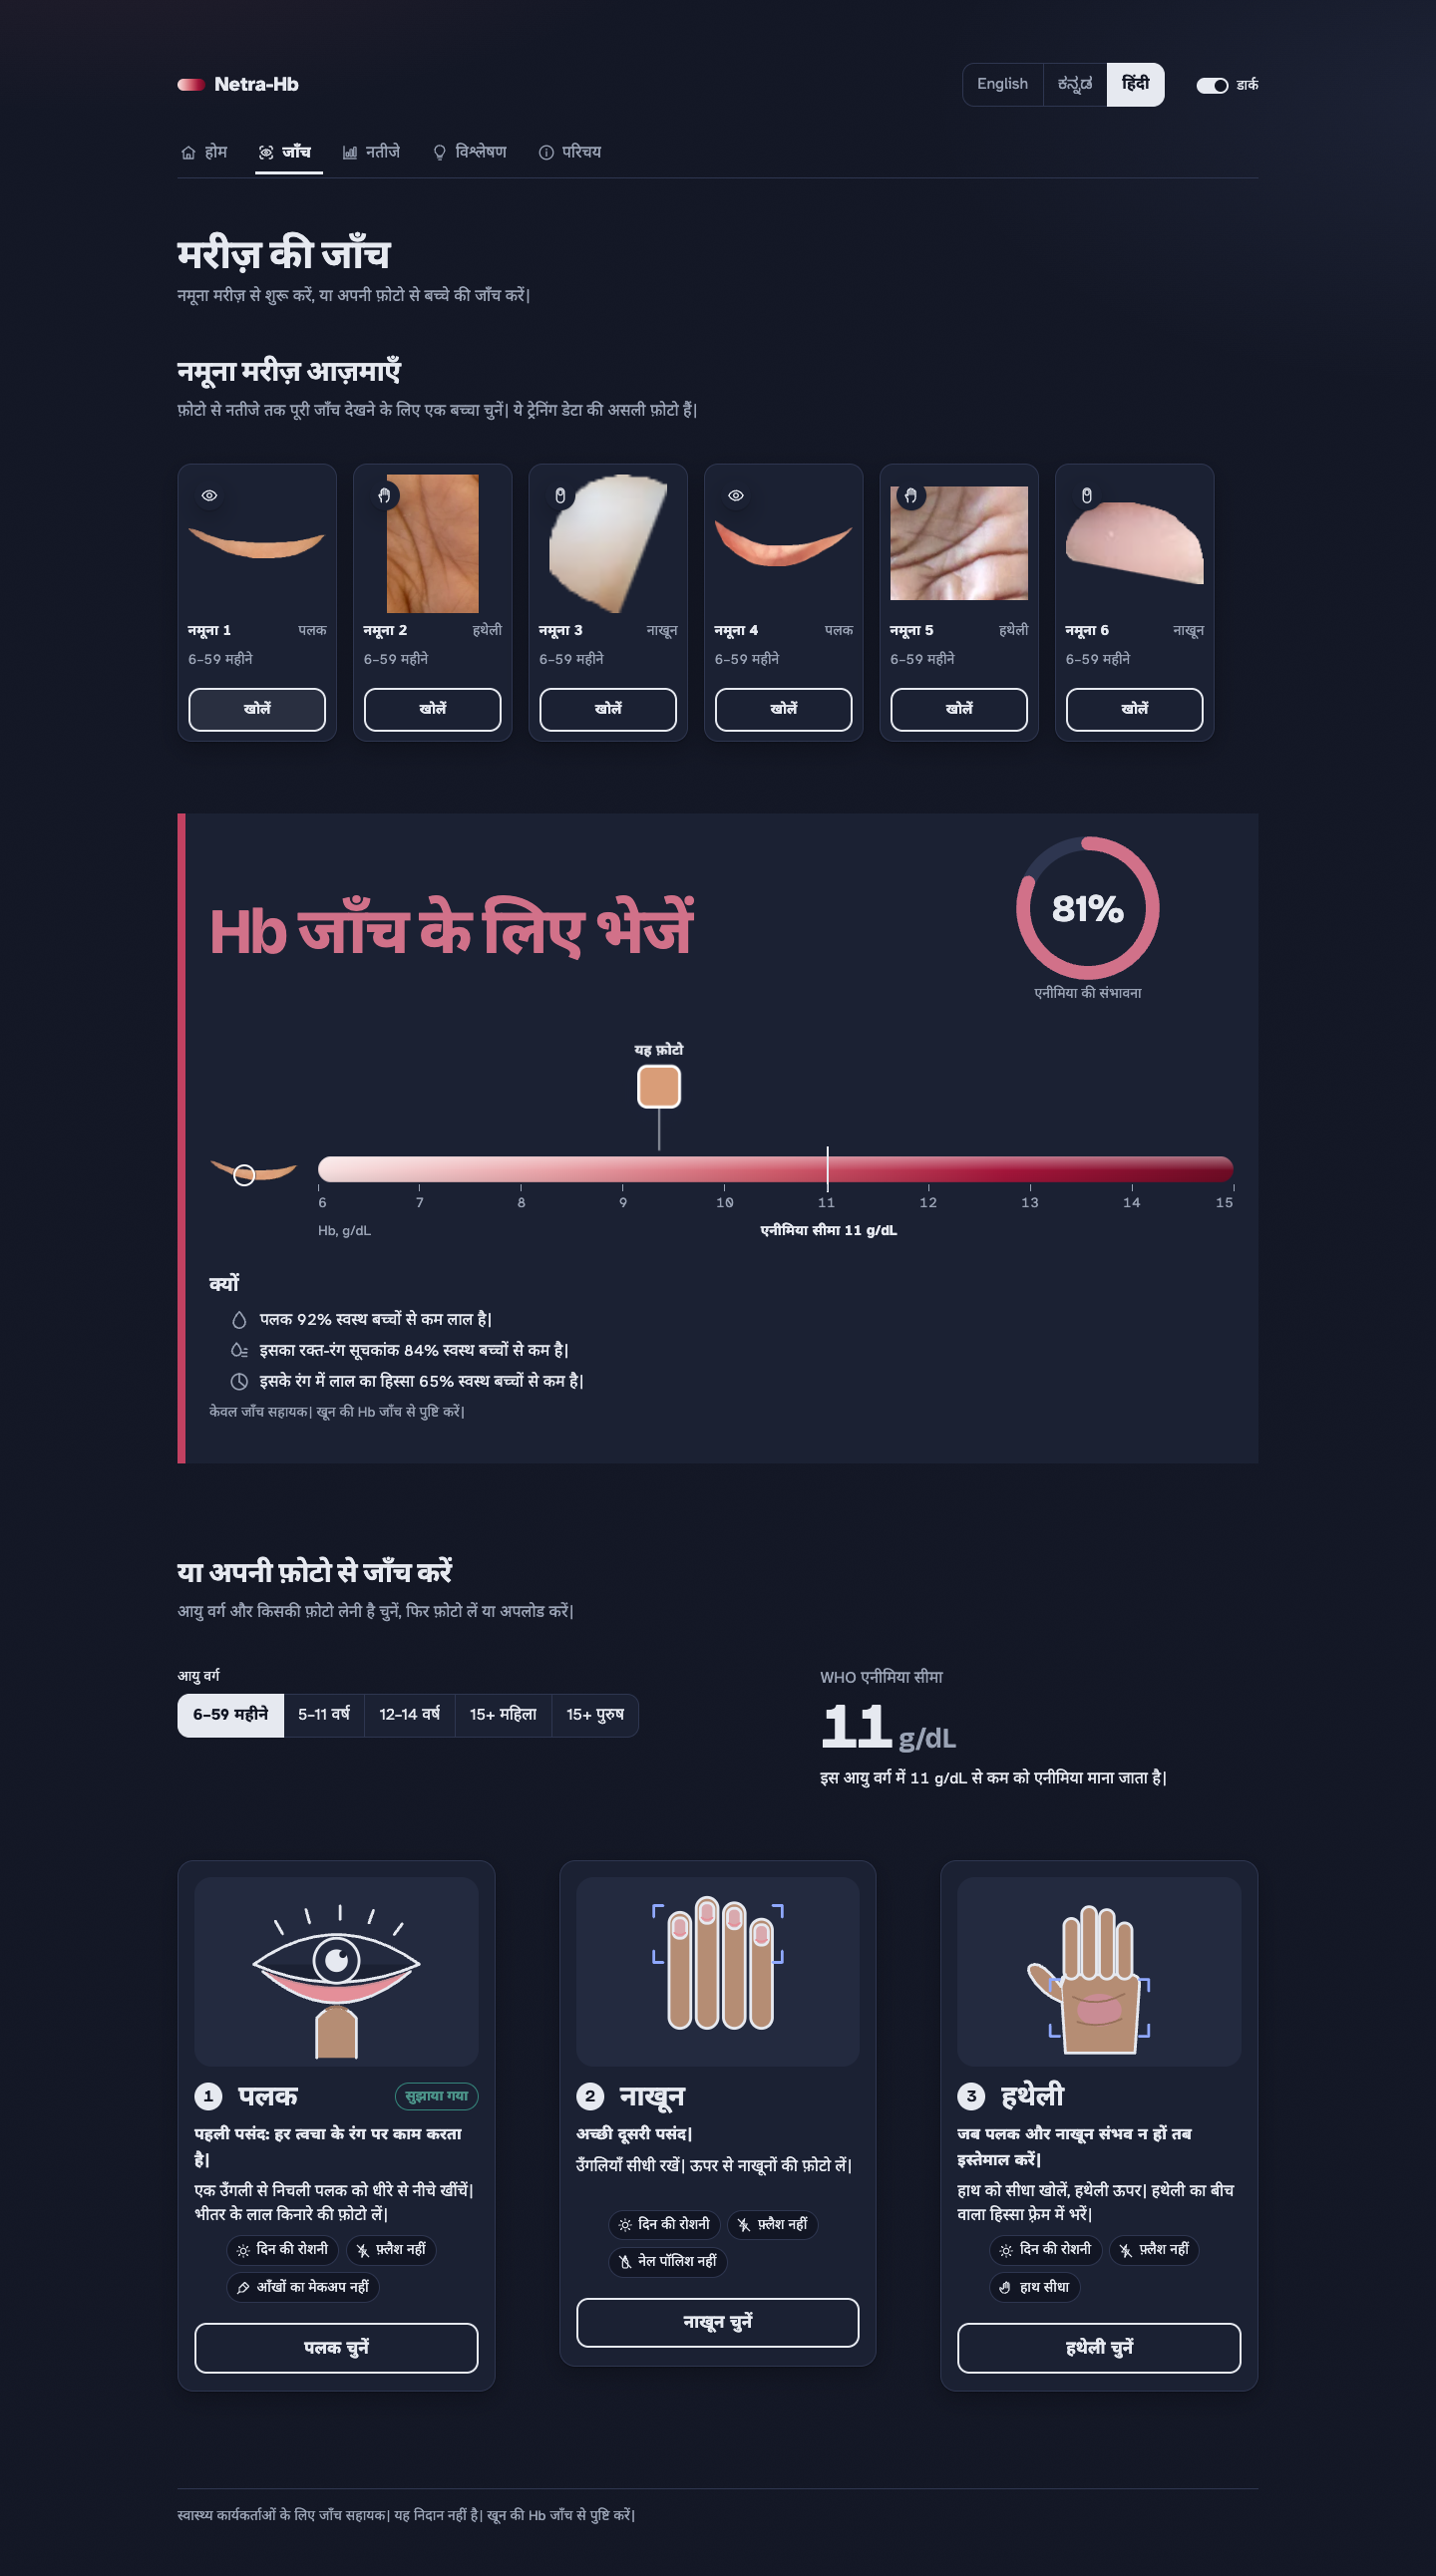 Netra-Hb
English ಕನ್ನಡ हिंदी डार्क
होम जाँच नतीजे विश्लेषण परिचय
मरीज़ की जाँच
नमूना मरीज़ से शुरू करें, या अपनी फ़ोटो से बच्चे की जाँच करें|
नमूना मरीज़ आज़माएँ
फ़ोटो से नतीजे तक पूरी जाँच देखने के लिए एक बच्चा चुनें| ये ट्रेनिंग डेटा की असली फ़ोटो हैं|
नमूना 1 पलक
6–59 महीने
खोलें
नमूना 2 हथेली
6–59 महीने
खोलें
नमूना 3 नाखून
6–59 महीने
खोलें
नमूना 4 पलक
6–59 महीने
खोलें
नमूना 5 हथेली
6–59 महीने
खोलें
नमूना 6 नाखून
6–59 महीने
खोलें
Hb जाँच के लिए भेजें
81%
एनीमिया की संभावना
यह फ़ोटो
6 7 8 9 10 11 12 13 14 15
Hb, g/dL
एनीमिया सीमा 11 g/dL
क्यों
पलक 92% स्वस्थ बच्चों से कम लाल है|
इसका रक्त-रंग सूचकांक 84% स्वस्थ बच्चों से कम है|
इसके रंग में लाल का हिस्सा 65% स्वस्थ बच्चों से कम है|
केवल जाँच सहायक| खून की Hb जाँच से पुष्टि करें|
या अपनी फ़ोटो से जाँच करें
आयु वर्ग और किसकी फ़ोटो लेनी है चुनें, फिर फ़ोटो लें या अपलोड करें|
आयु वर्ग
6–59 महीने 5–11 वर्ष 12–14 वर्ष 15+ महिला 15+ पुरुष
WHO एनीमिया सीमा
11 g/dL
इस आयु वर्ग में 11 g/dL से कम को एनीमिया माना जाता है|
1 पलक सुझाया गया
पहली पसंद: हर त्वचा के रंग पर काम करता
है|
एक उँगली से निचली पलक को धीरे से नीचे खींचें|
भीतर के लाल किनारे की फ़ोटो लें|
दिन की रोशनी फ़्लैश नहीं
आँखों का मेकअप नहीं
पलक चुनें
2 नाखून
अच्छी दूसरी पसंद|
उँगलियाँ सीधी रखें| ऊपर से नाखूनों की फ़ोटो लें|
दिन की रोशनी फ़्लैश नहीं
नेल पॉलिश नहीं
नाखून चुनें
3 हथेली
जब पलक और नाखून संभव न हों तब
इस्तेमाल करें|
हाथ को सीधा खोलें, हथेली ऊपर| हथेली का बीच
वाला हिस्सा फ़्रेम में भरें|
दिन की रोशनी फ़्लैश नहीं
हाथ सीधा
हथेली चुनें
स्वास्थ्य कार्यकर्ताओं के लिए जाँच सहायक| यह निदान नहीं है| खून की Hb जाँच से पुष्टि करें|